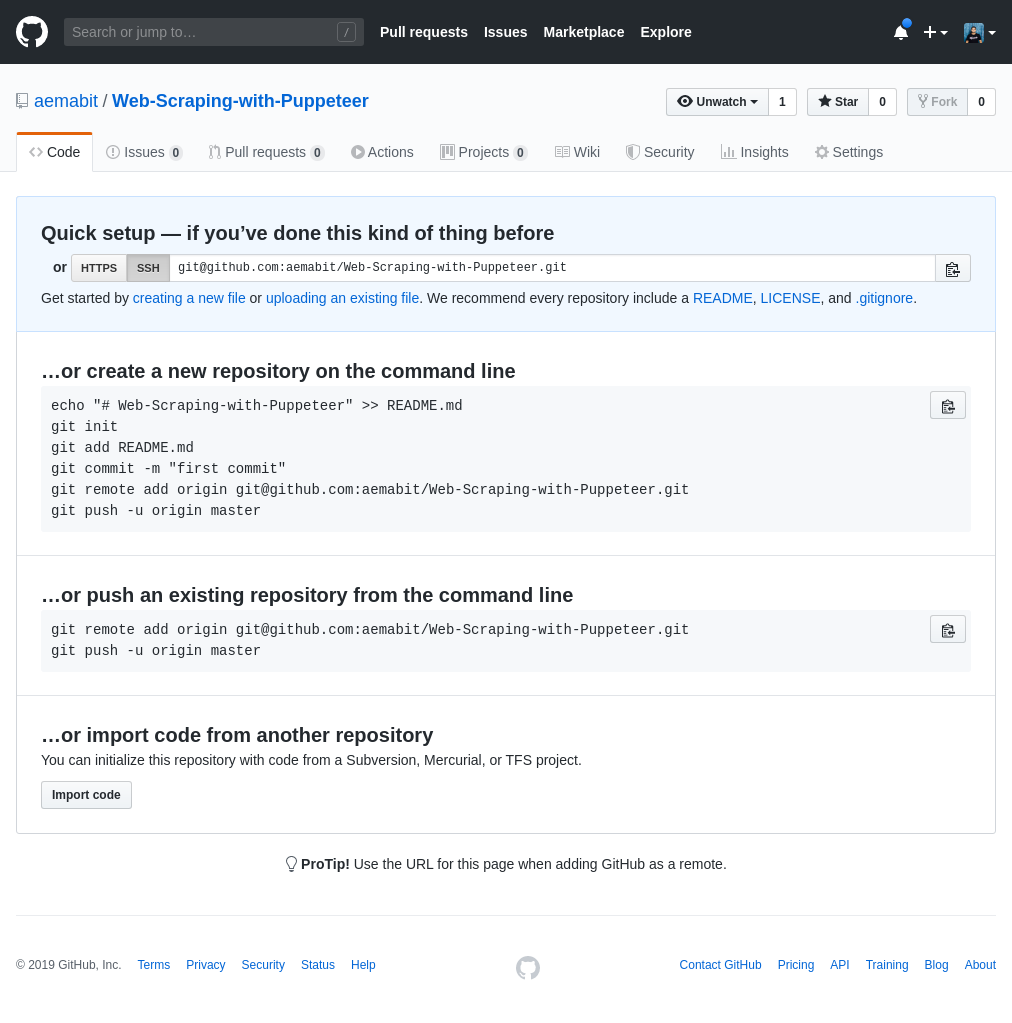 Search or jump to… / Pull requests Issues Marketplace Explore
aemabit / Web-Scraping-with-Puppeteer Unwatch 1 Star 0 Fork 0
Code Issues 0 Pull requests 0 Actions Projects 0 Wiki Security Insights Settings
Quick setup — if you’ve done this kind of thing before
or HTTPS SSH git@github.com:aemabit/Web-Scraping-with-Puppeteer.git
Get started by creating a new file or uploading an existing file. We recommend every repository include a README, LICENSE, and .gitignore.
…or create a new repository on the command line
echo "# Web-Scraping-with-Puppeteer" >> README.md
git init
git add README.md
git commit -m "first commit"
git remote add origin git@github.com:aemabit/Web-Scraping-with-Puppeteer.git
git push -u origin master
…or push an existing repository from the command line
git remote add origin git@github.com:aemabit/Web-Scraping-with-Puppeteer.git
git push -u origin master
…or import code from another repository
You can initialize this repository with code from a Subversion, Mercurial, or TFS project.
Import code
ProTip! Use the URL for this page when adding GitHub as a remote.
© 2019 GitHub, Inc. Terms Privacy Security Status Help Contact GitHub Pricing API Training Blog About